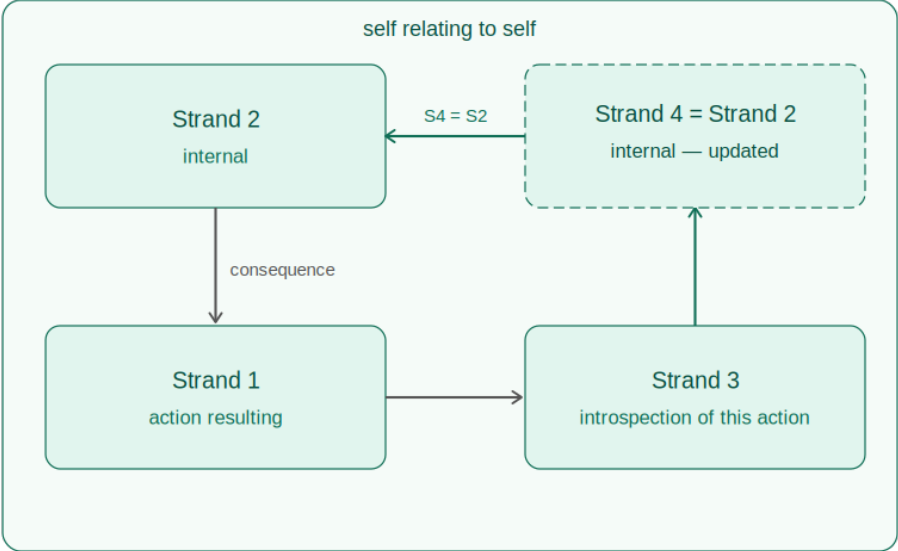 self relating to self
Strand 2
internal
S4 = S2
Strand 4 = Strand 2
internal — updated
consequence
Strand 1
action resulting
Strand 3
introspection of this action